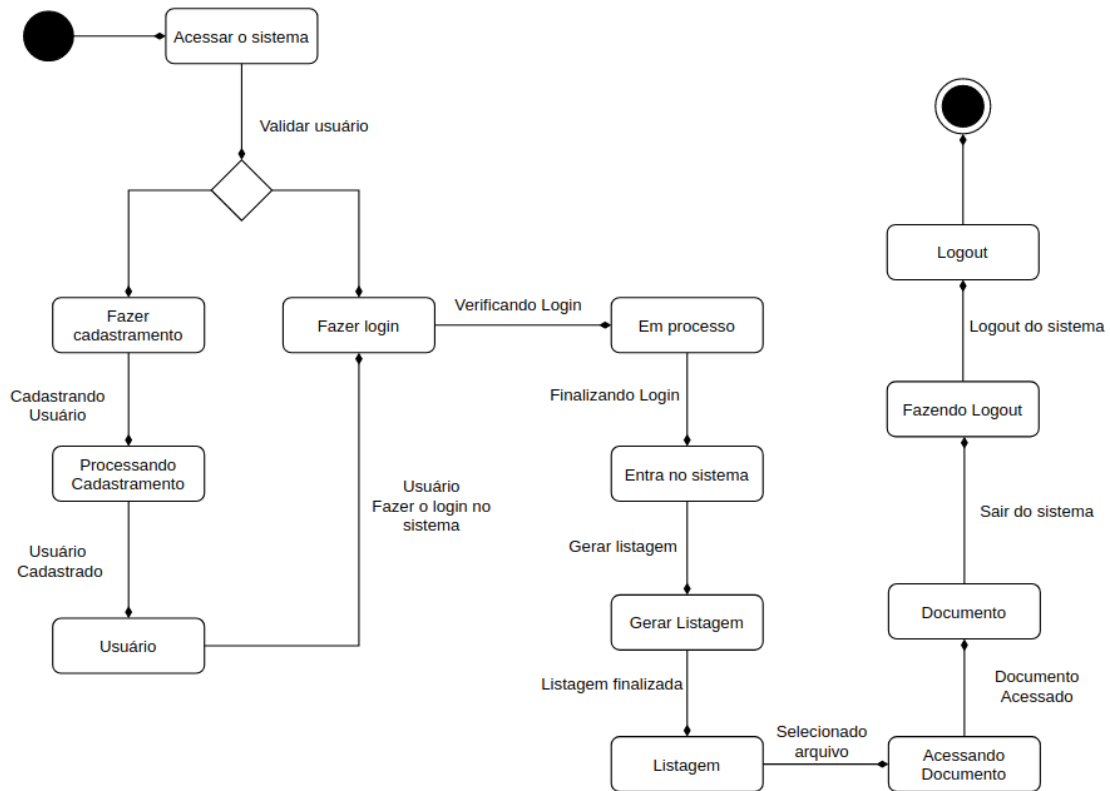 Acessar o sistema
Validar usuário
Fazer
cadastramento
Fazer login
Verificando Login
Em processo
Cadastrando
Usuário
Processando
Cadastramento
Usuário
Cadastrado
Usuário
Usuário
Fazer o login no
sistema
Finalizando Login
Entra no sistema
Gerar listagem
Gerar Listagem
Listagem finalizada
Listagem
Selecionado
arquivo
Acessando
Documento
Documento
Acessado
Documento
Sair do sistema
Fazendo Logout
Logout do sistema
Logout